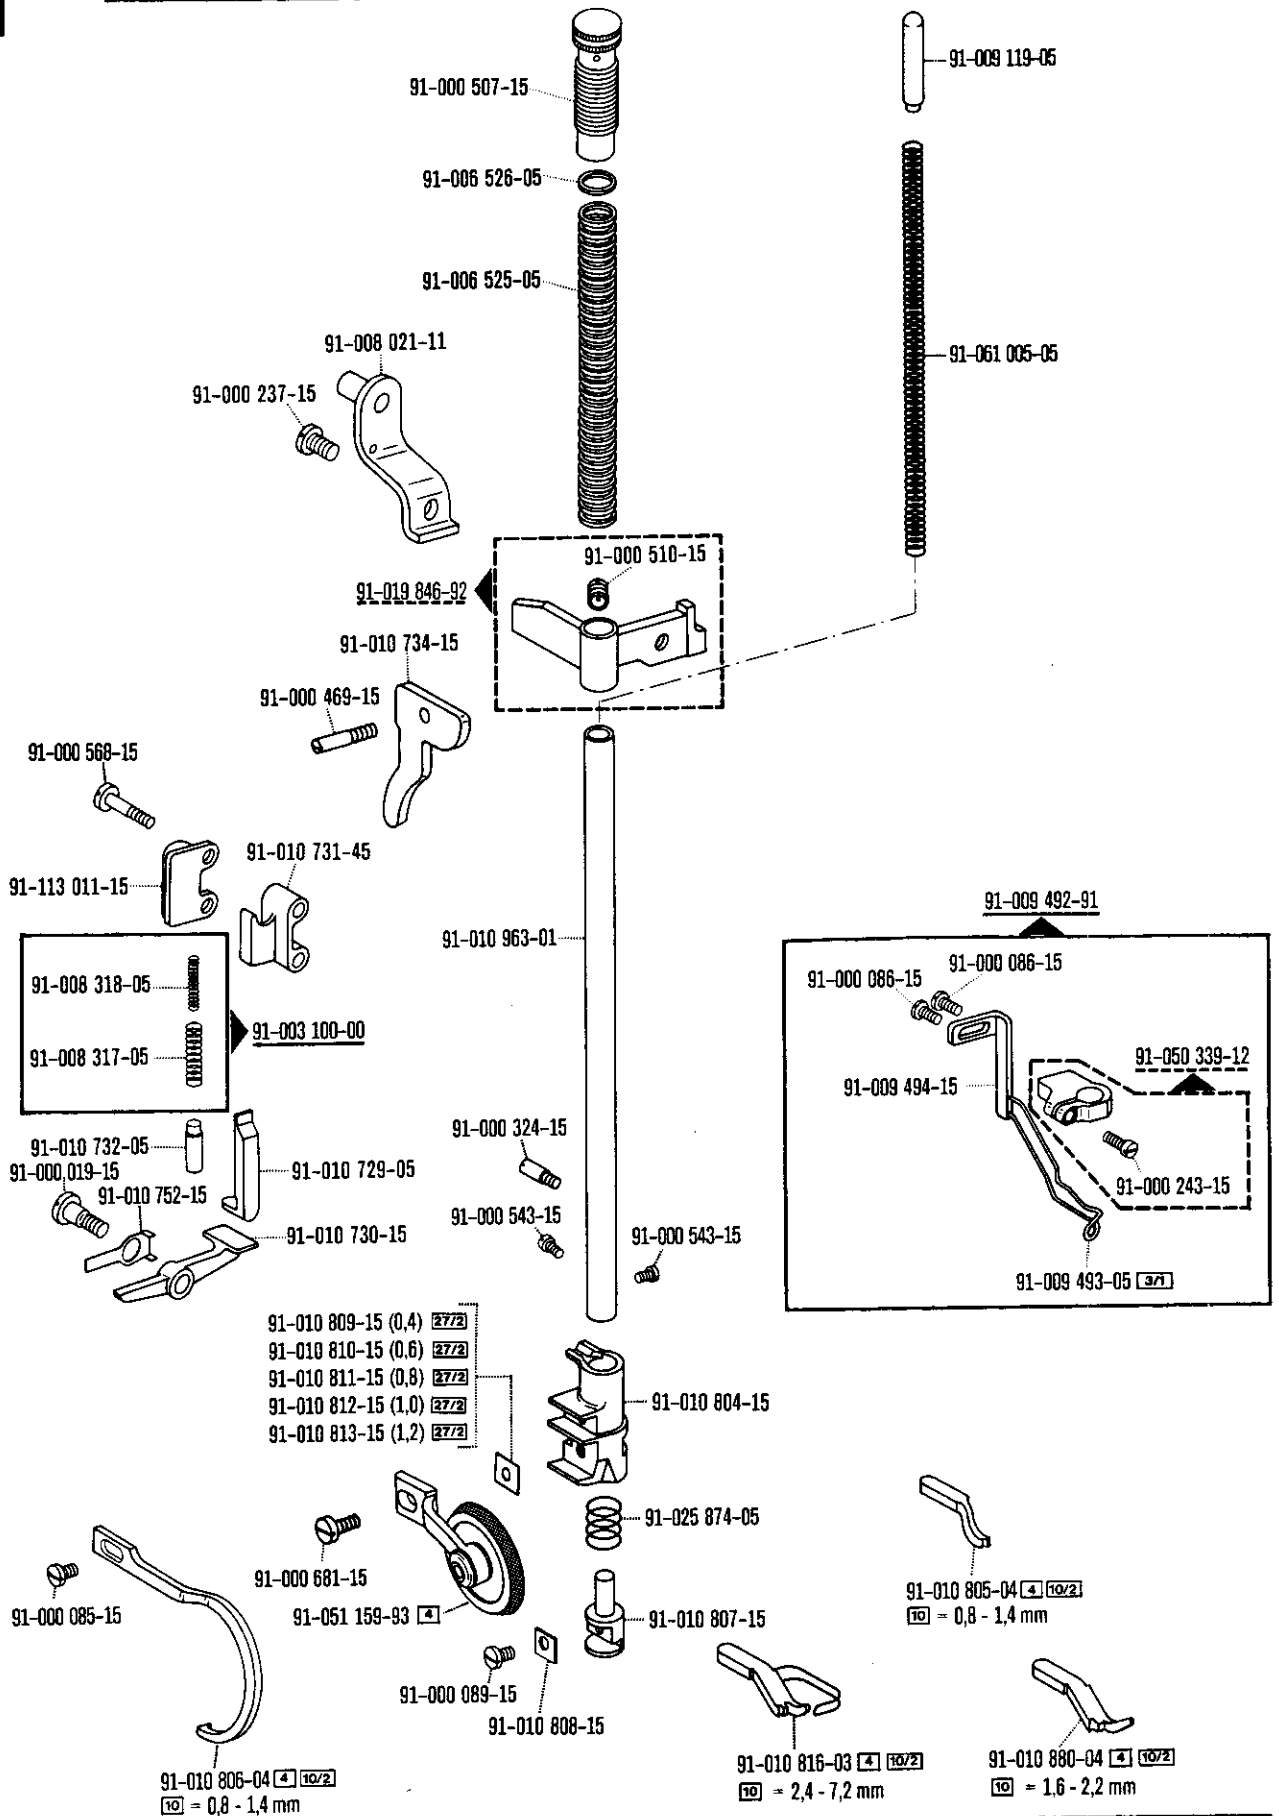 91-000 507-15
91-009 119-05
91-006 526-05
91-006 525-05
91-008 021-11
91-061 005-05
91-000 237-15
91-000 510-15
91-019 846-92
91-010 734-15
91-000 469-15
91-000 568-15
91-010 731-45
91-113 011-15
91-009 492-91
91-010 963-01
91-000 086-15
91-000 086-15
91-008 318-05
91-003 100-00
91-008 317-05
91-050 339-12
91-009 494-15
91-000 324-15
91-010 732-05
91-000 019-15
91-010 729-05
91-010 752-15
91-000 243-15
91-000 543-15
91-000 543-15
91-010 730-15
91-009 493-05 3/1
91-010 809-15 (0,4) 27/2
91-010 810-15 (0,6) 27/2
91-010 811-15 (0,8) 27/2
91-010 812-15 (1,0) 27/2
91-010 813-15 (1,2) 27/2
91-010 804-15
91-025 874-05
91-000 681-15
91-000 085-15
91-051 159-93 4
91-010 807-15
91-010 805-04 4 10/2
10 = 0,8 - 1,4 mm
91-000 089-15
91-010 808-15
91-010 806-04 4 10/2
10 = 0,8 - 1,4 mm
91-010 816-03 4 10/2
10 = 2,4 - 7,2 mm
91-010 880-04 4 10/2
10 = 1,6 - 2,2 mm